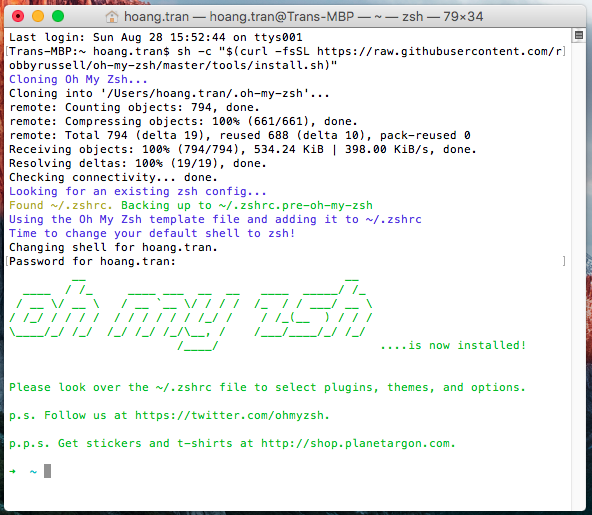 hoang.tran — hoang.tran@Trans-MBP — ~ — zsh — 79×34
Last login: Sun Aug 28 15:52:44 on ttys001
[Trans-MBP:~ hoang.tran$ sh -c "$(curl -fsSL https://raw.githubusercontent.com/r]
obbyrussell/oh-my-zsh/master/tools/install.sh)"
Cloning Oh My Zsh...
Cloning into '/Users/hoang.tran/.oh-my-zsh'...
remote: Counting objects: 794, done.
remote: Compressing objects: 100% (661/661), done.
remote: Total 794 (delta 19), reused 688 (delta 10), pack-reused 0
Receiving objects: 100% (794/794), 534.24 KiB | 398.00 KiB/s, done.
Resolving deltas: 100% (19/19), done.
Checking connectivity... done.
Looking for an existing zsh config...
Found ~/.zshrc. Backing up to ~/.zshrc.pre-oh-my-zsh
Using the Oh My Zsh template file and adding it to ~/.zshrc
Time to change your default shell to zsh!
Changing shell for hoang.tran.
[Password for hoang.tran: ]
oh my zsh
....is now installed!
Please look over the ~/.zshrc file to select plugins, themes, and options.
p.s. Follow us at https://twitter.com/ohmyzsh.
p.p.s. Get stickers and t-shirts at http://shop.planetargon.com.
➜ ~